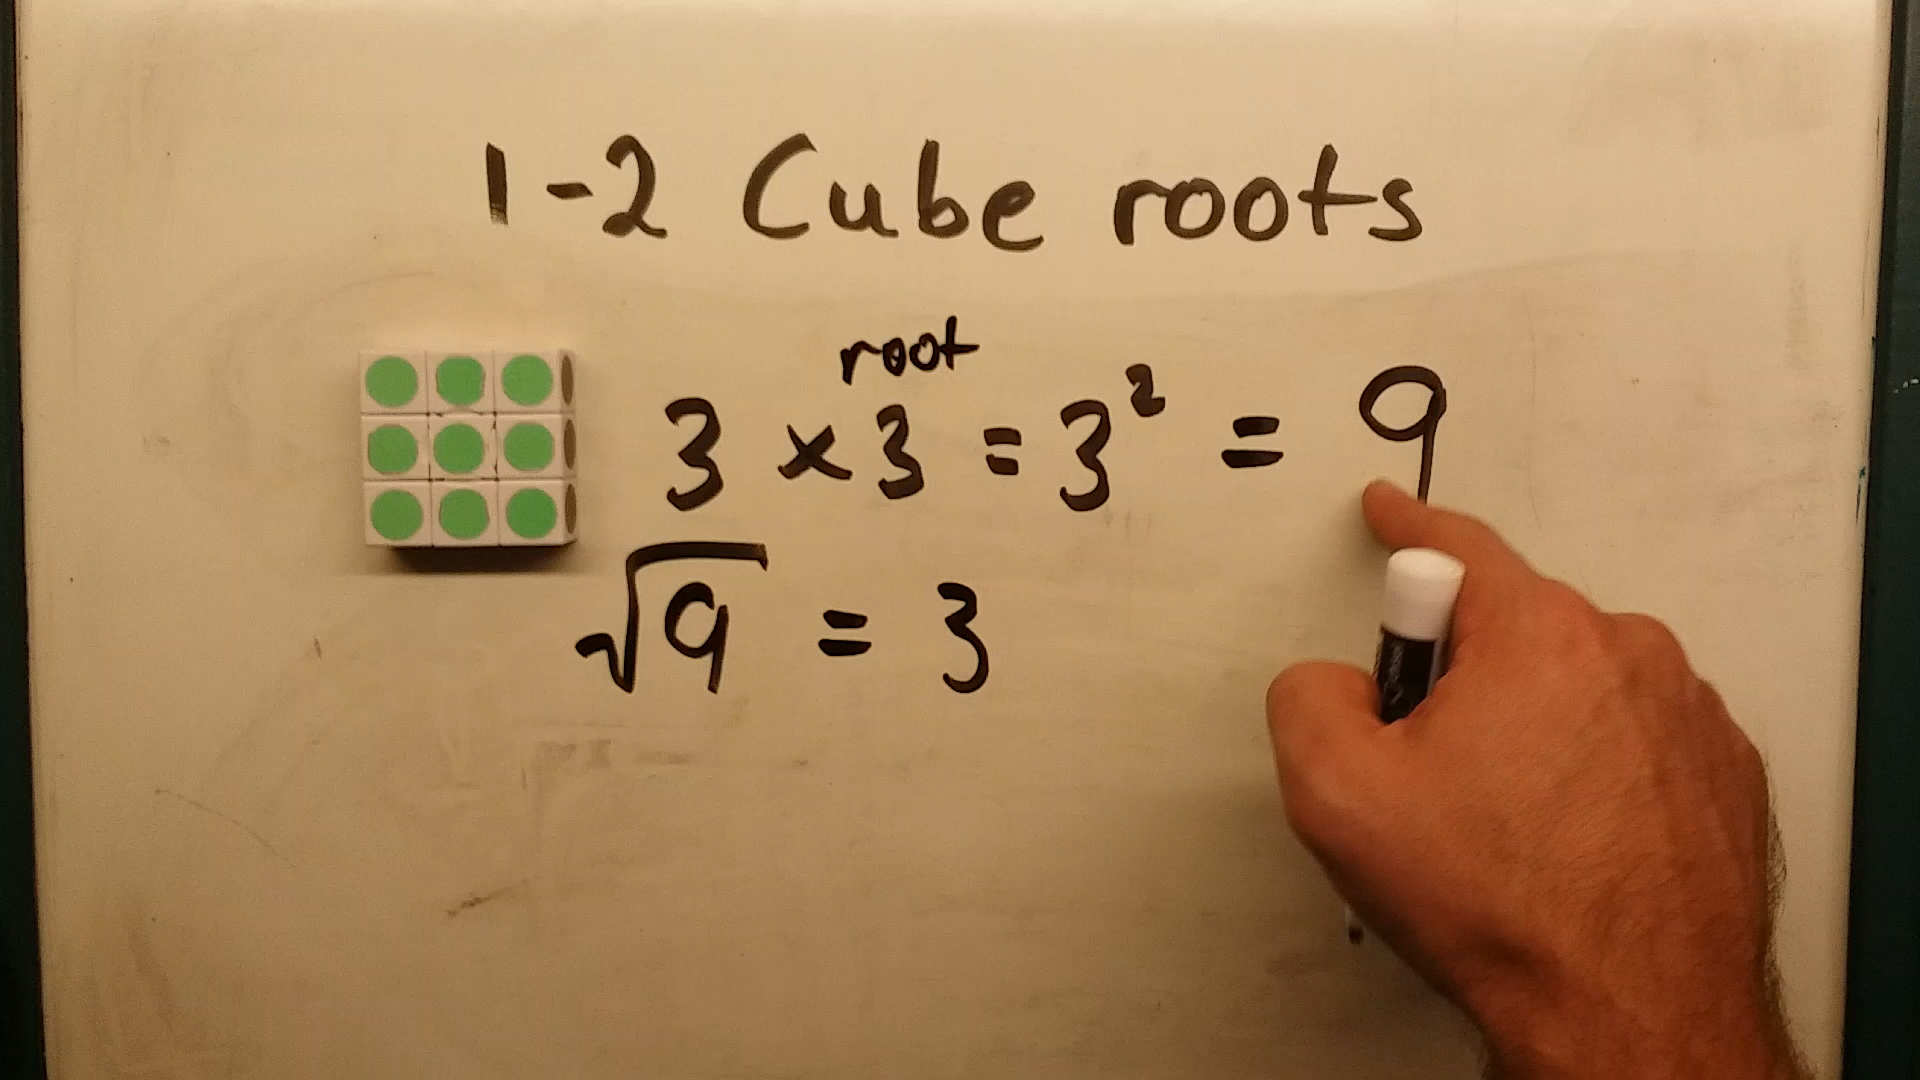 1-2 Cube roots
root
3 × 3 = 3² = 9
√9 = 3